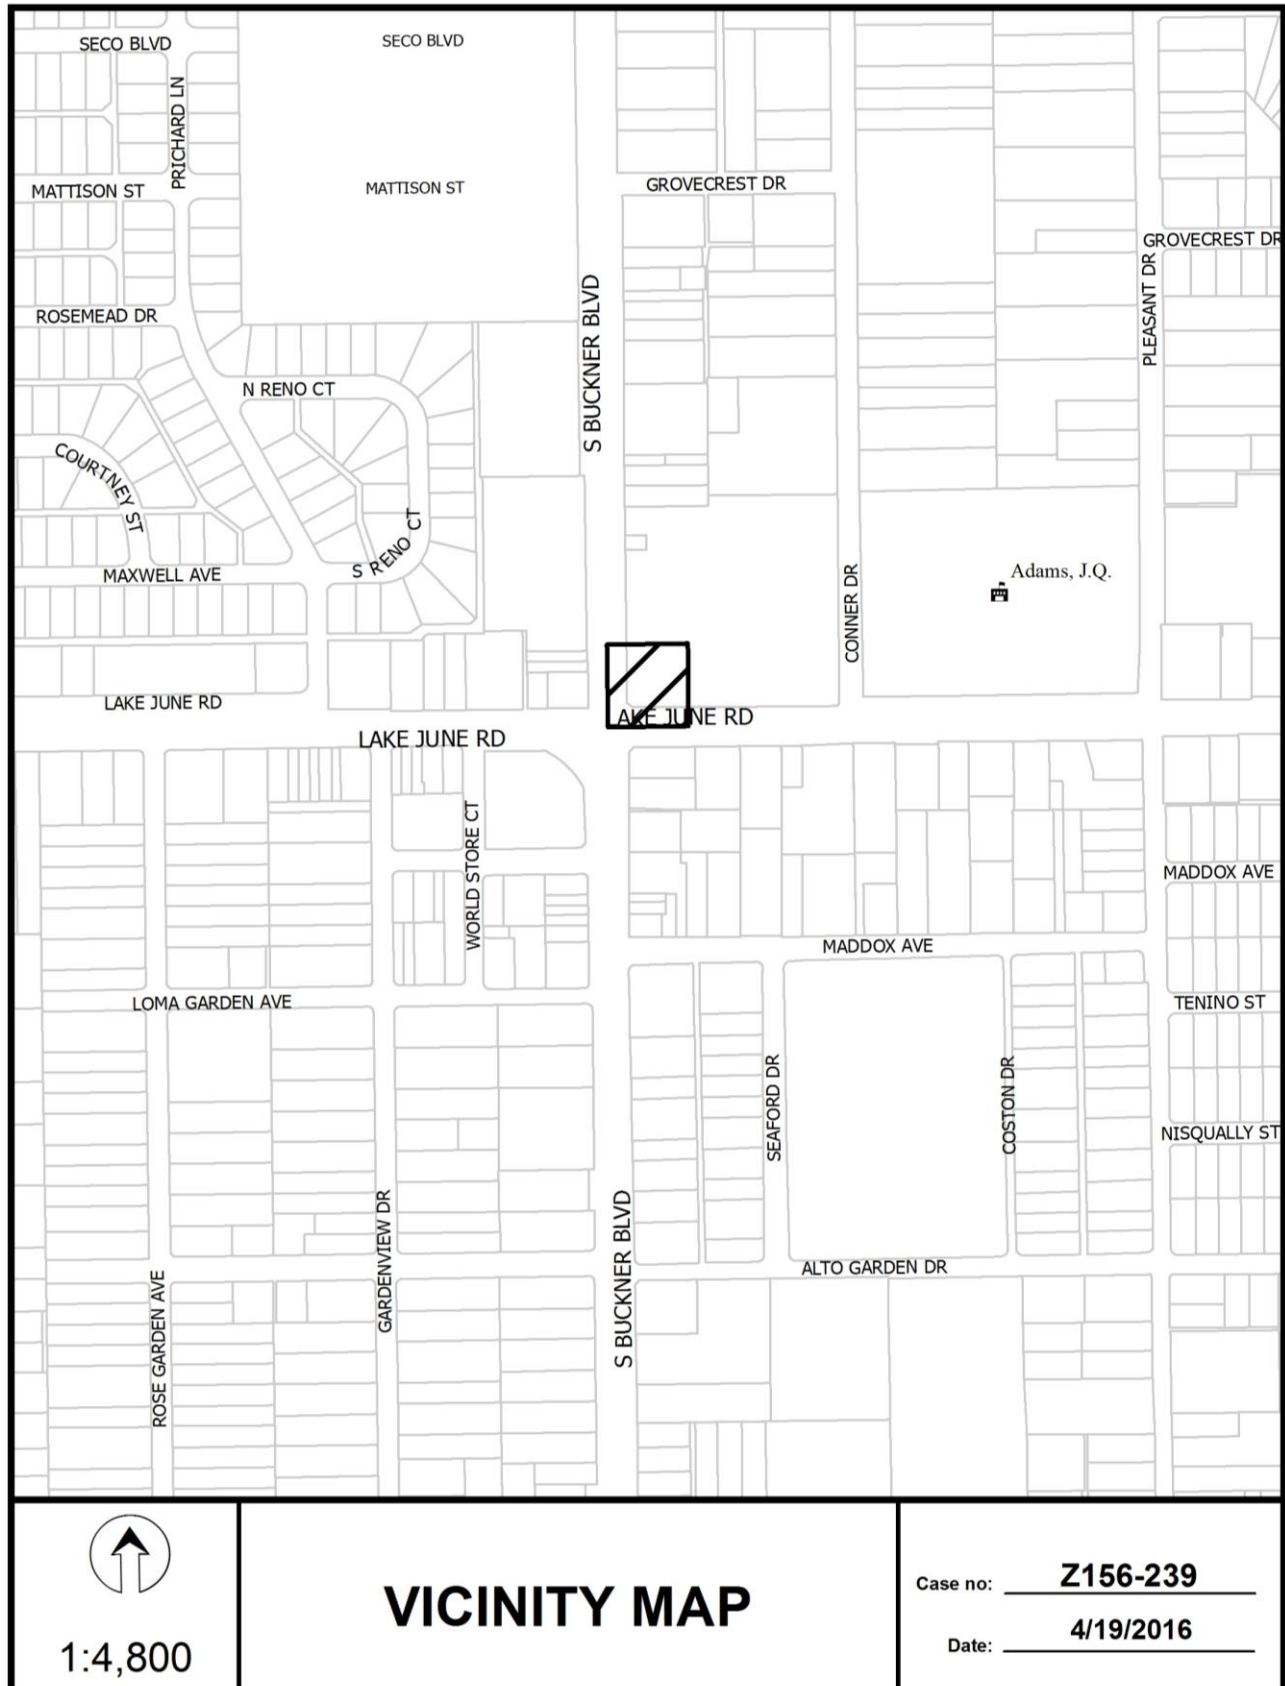 SECO BLVD
SECO BLVD
PRICHARD LN
MATTISON ST
MATTISON ST
GROVECREST DR
GROVECREST DR
PLEASANT DR
ROSEMEAD DR
S BUCKNER BLVD
N RENO CT
COURTNEY ST
S RENO CT
MAXWELL AVE
CONNER DR
Adams, J.Q.
LAKE JUNE RD
AKE JUNE RD
LAKE JUNE RD
WORLD STORE CT
MADDOX AVE
MADDOX AVE
LOMA GARDEN AVE
TENINO ST
SEAFORD DR
COSTON DR
NISQUALLY ST
GARDENVIEW DR
S BUCKNER BLVD
ALTO GARDEN DR
ROSE GARDEN AVE
1:4,800
VICINITY MAP
Case no: Z156-239
Date: 4/19/2016